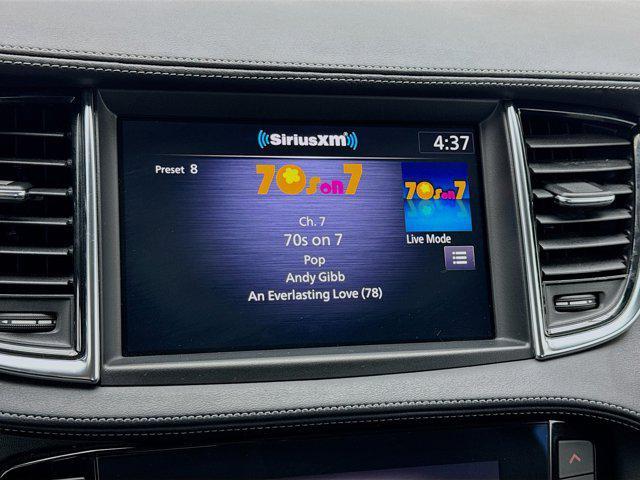 SiriusXM
4:37
Preset 8
70s on 7
70s on 7
Ch. 7
70s on 7
Pop
Andy Gibb
An Everlasting Love (78)
Live Mode